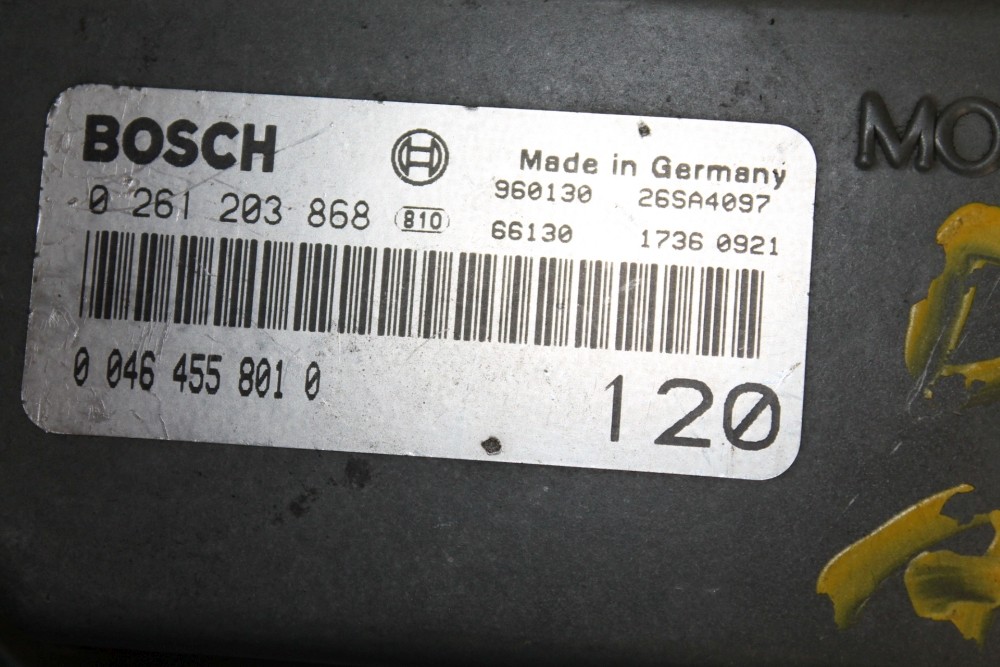 BOSCH
Made in Germany
0 261 203 868 810
960130 26SA4097
66130 1736 0921
0 046 455 801 0
120
MO